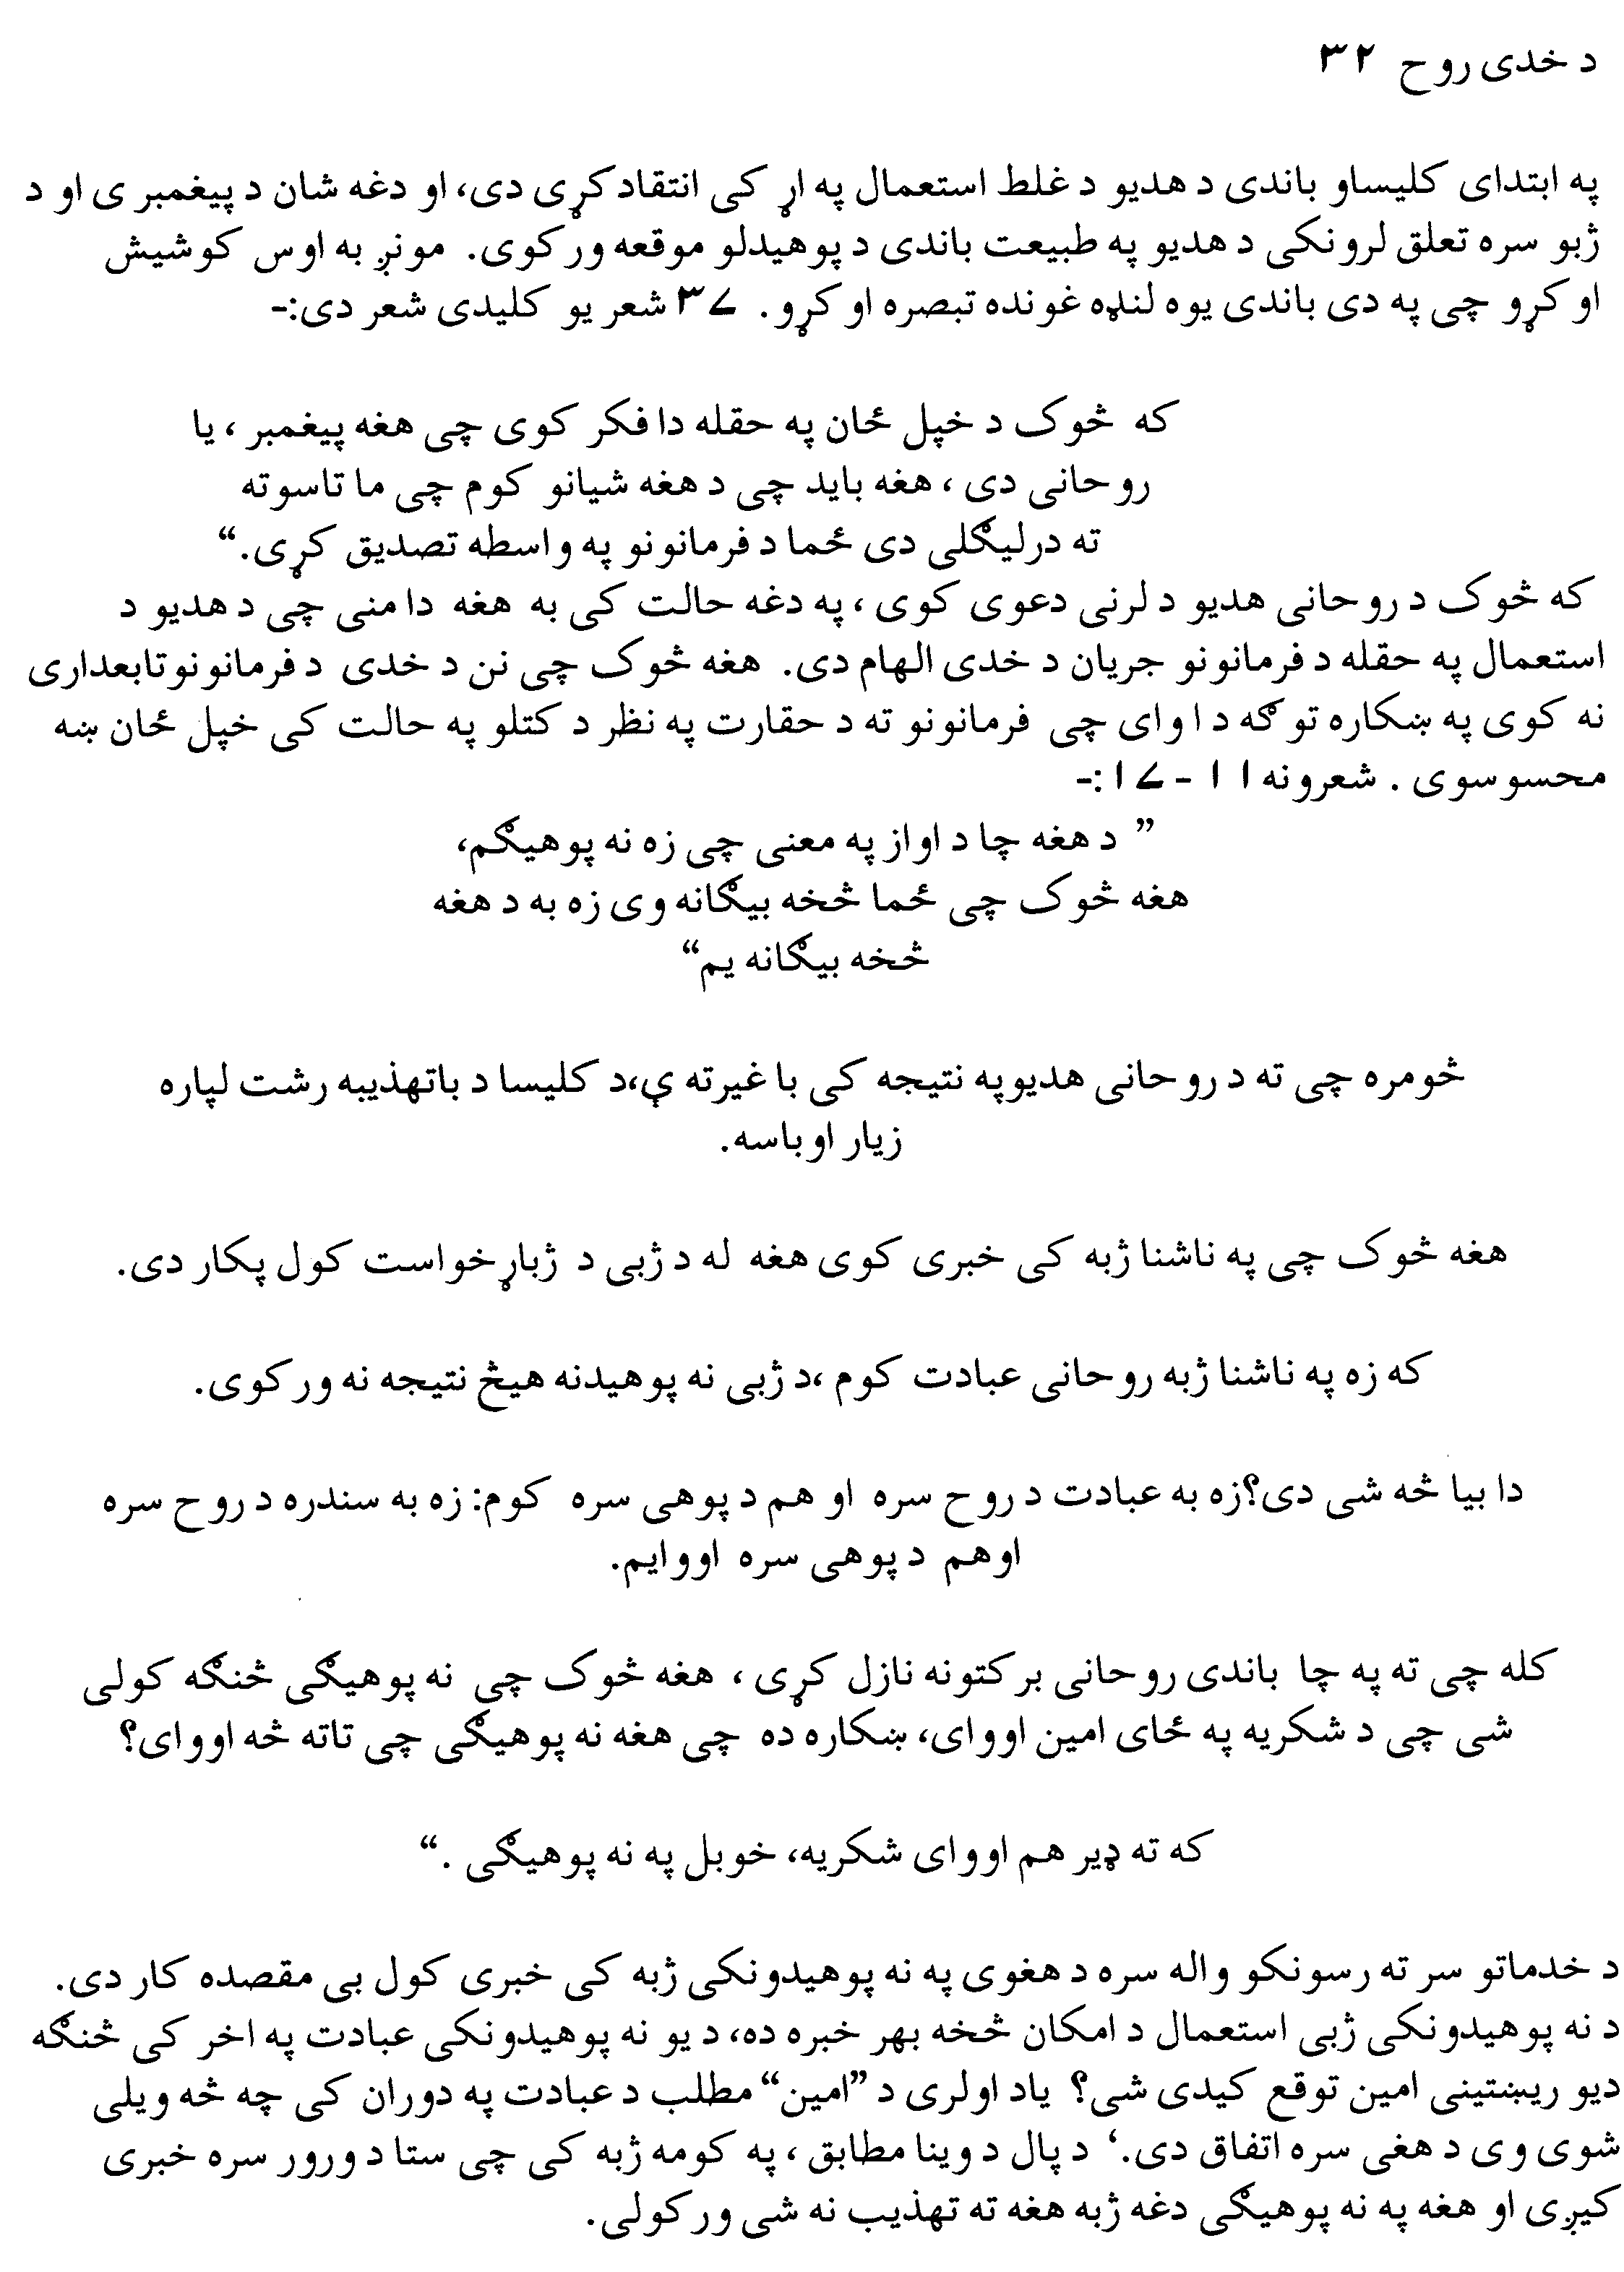 د خدی روح ۳۲
په ابتدای کلیساو باندی د هدیو د غلط استعمال په اړ کی انتقاد کړی دی، او دغه شان د پیغمبر ی او د
ژبو سره تعلق لرونکی د هدیو په طبیعت باندی د پوهیدلو موقعه ور کوی. مونږ به اوس کوشیش
او کړو چی په دی باندی یوه لنډه غونده تبصره او کړو. ۳۷ شعر یو کلیدی شعر دی:-
که څوک د خپل ځان په حقله دا فکر کوی چی هغه پیغمبر ، یا
روحانی دی ، هغه باید چی د هغه شیانو کوم چی ما تاسو ته
ته درلیګلی دی ځما د فرمانونو په واسطه تصدیق کړی.“
که څوک د روحانی هدیو د لرنی دعوی کوی ، په دغه حالت کی به هغه دا منی چی د هدیو د
استعمال په حقله د فرمانونو جریان د خدی الهام دی. هغه څوک چی نن د خدی د فرمانونو تابعداری
نه کوی په ښکاره توګه دا وای چی فرمانونو ته د حقارت په نظر د کتلو په حالت کی خپل ځان ښه
محسوسوی . شعرونه ۱۱ - ۱۷:-
” د هغه چا د اواز په معنی چی زه نه پوهیګم،
هغه څوک چی ځما څخه بیګانه وی زه به د هغه
څخه بیګانه یم“
څومره چی ته د روحانی هدیوپه نتیجه کی با غیرته ې،د کلیسا د باتهذیبه رشت لپاره
زیار اوباسه.
هغه څوک چی په ناشنا ژبه کی خبری کوی هغه له د ژبی د ژباړ خواست کول پکار دی.
که زه په ناشنا ژبه روحانی عبادت کوم ،د ژبی نه پوهیدنه هیڅ نتیجه نه ور کوی.
دا بیا څه شی دی؟زه به عبادت د روح سره او هم د پوهی سره کوم: زه به سندره د روح سره
اوهم د پوهی سره اووایم.
کله چی ته په چا باندی روحانی برکتونه نازل کړی ، هغه څوک چی نه پوهیګی څنګه کولی
شی چی د شکریه په ځای امین اووای، ښکاره ده چی هغه نه پوهیګی چی تاته څه اووای؟
که ته ډیر هم اووای شکریه، خوبل په نه پوهیګی .“
د خدماتو سر ته رسونکو واله سره د هغوی په نه پوهیدونکی ژبه کی خبری کول بی مقصده کار دی.
د نه پوهیدونکی ژبی استعمال د امکان څخه بهر خبره ده، د یو نه پوهیدونکی عبادت په اخر کی څنګه
دیو ریښتینی امین توقع کیدی شی؟ یاد اولری د ”امین“ مطلب د عبادت په دوران کی چه څه ویلی
شوی وی د هغی سره اتفاق دی.‘ د پال د وینا مطابق ، په کومه ژبه کی چی ستا د ورور سره خبری
کیږی او هغه په نه پوهیګی دغه ژبه هغه ته تهذیب نه شی ور کولی.